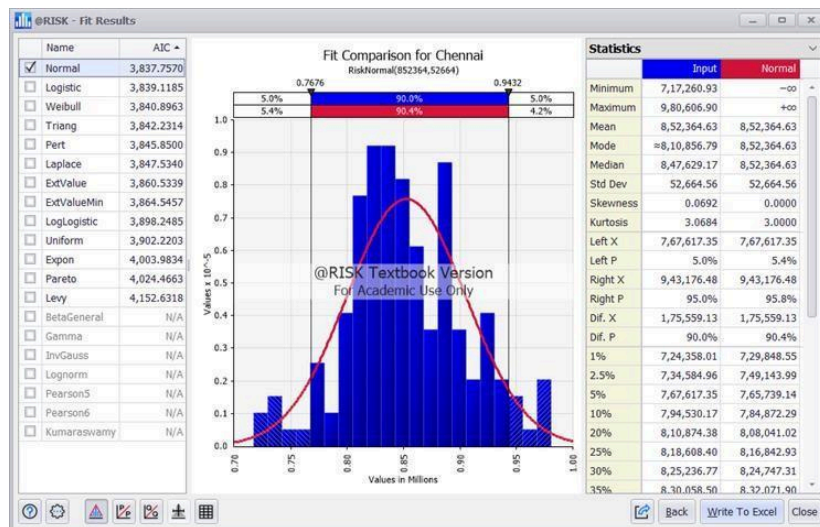 @RISK - Fit Results
Name AIC
Normal 3,837.7570
Logistic 3,839.1185
Weibull 3,840.8963
Triang 3,842.2314
Pert 3,845.8500
Laplace 3,847.5340
ExtValue 3,860.5339
ExtValueMin 3,864.5457
LogLogistic 3,898.2485
Uniform 3,902.2203
Expon 4,003.9834
Pareto 4,024.4663
Levy 4,152.6318
BetaGeneral N/A
Gamma N/A
InvGauss N/A
Lognorm N/A
Pearson5 N/A
Pearson6 N/A
Kumaraswamy N/A
Fit Comparison for Chennai
RiskNormal(852364,52664)
0.7676 0.9432
5.0% 90.0% 5.0%
5.4% 90.4% 4.2%
1.0
0.9
0.8
0.7
0.6
0.5
0.4
0.3
0.2
0.1
0.0
Values x 10^-5
@RISK Textbook Version
For Academic Use Only
0.70 0.75 0.80 0.85 0.90 0.95 1.00
Values in Millions
Statistics
Input Normal
Minimum 7,17,260.93 −∞
Maximum 9,80,606.90 +∞
Mean 8,52,364.63 8,52,364.63
Mode ≈8,10,856.79 8,52,364.63
Median 8,47,629.17 8,52,364.63
Std Dev 52,664.56 52,664.56
Skewness 0.0692 0.0000
Kurtosis 3.0684 3.0000
Left X 7,67,617.35 7,67,617.35
Left P 5.0% 5.4%
Right X 9,43,176.48 9,43,176.48
Right P 95.0% 95.8%
Dif. X 1,75,559.13 1,75,559.13
Dif. P 90.0% 90.4%
1% 7,24,358.01 7,29,848.55
2.5% 7,34,584.96 7,49,143.99
5% 7,67,617.35 7,65,739.14
10% 7,94,530.17 7,84,872.29
20% 8,10,874.38 8,08,041.02
25% 8,18,608.40 8,16,842.93
30% 8,25,236.77 8,24,747.31
35% 8,30,058.50 8,32,071.90
Back Write To Excel Close